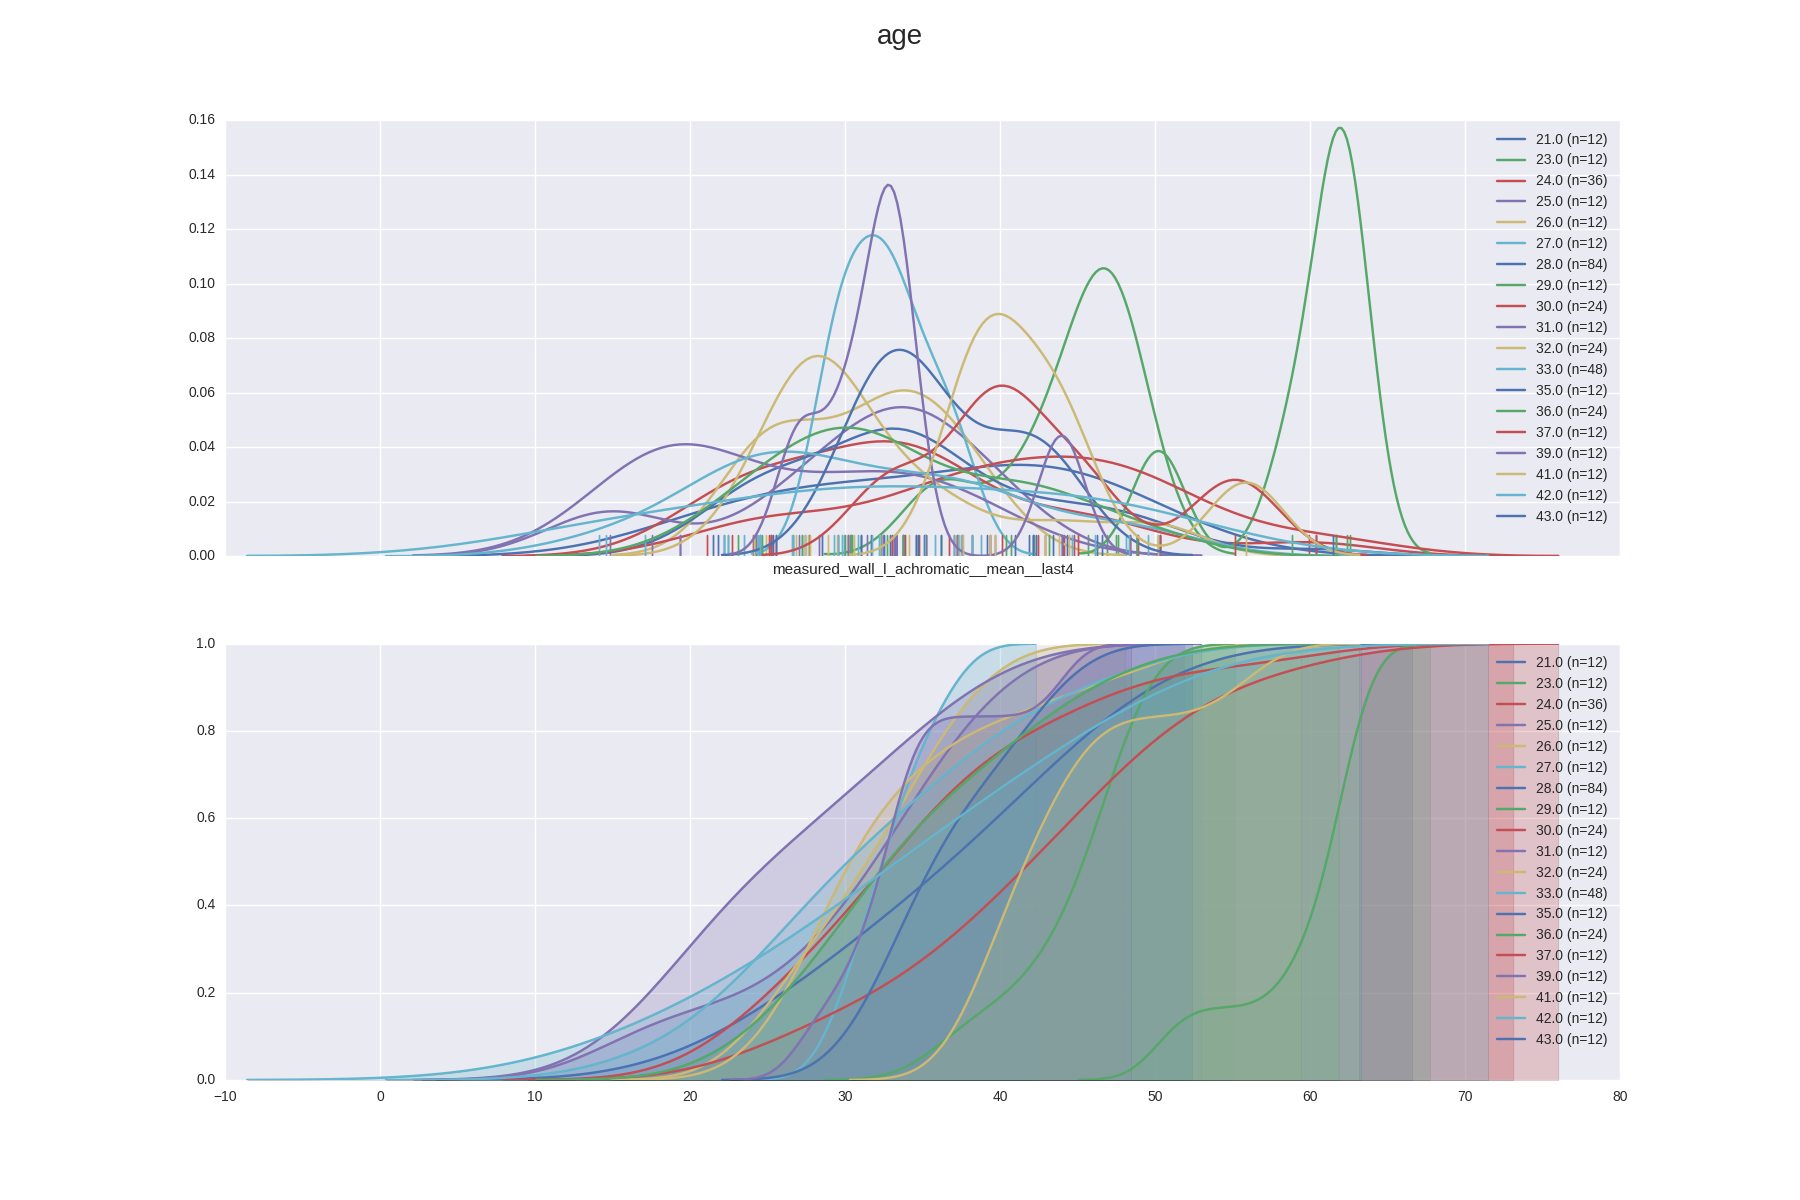 age
0.16
0.14
0.12
0.10
0.08
0.06
0.04
0.02
0.00
21.0 (n=12)
23.0 (n=12)
24.0 (n=36)
25.0 (n=12)
26.0 (n=12)
27.0 (n=12)
28.0 (n=84)
29.0 (n=12)
30.0 (n=24)
31.0 (n=12)
32.0 (n=24)
33.0 (n=48)
35.0 (n=12)
36.0 (n=24)
37.0 (n=12)
39.0 (n=12)
41.0 (n=12)
42.0 (n=12)
43.0 (n=12)
measured_wall_l_achromatic__mean__last4
1.0
0.8
0.6
0.4
0.2
0.0
21.0 (n=12)
23.0 (n=12)
24.0 (n=36)
25.0 (n=12)
26.0 (n=12)
27.0 (n=12)
28.0 (n=84)
29.0 (n=12)
30.0 (n=24)
31.0 (n=12)
32.0 (n=24)
33.0 (n=48)
35.0 (n=12)
36.0 (n=24)
37.0 (n=12)
39.0 (n=12)
41.0 (n=12)
42.0 (n=12)
43.0 (n=12)
−10 0 10 20 30 40 50 60 70 80